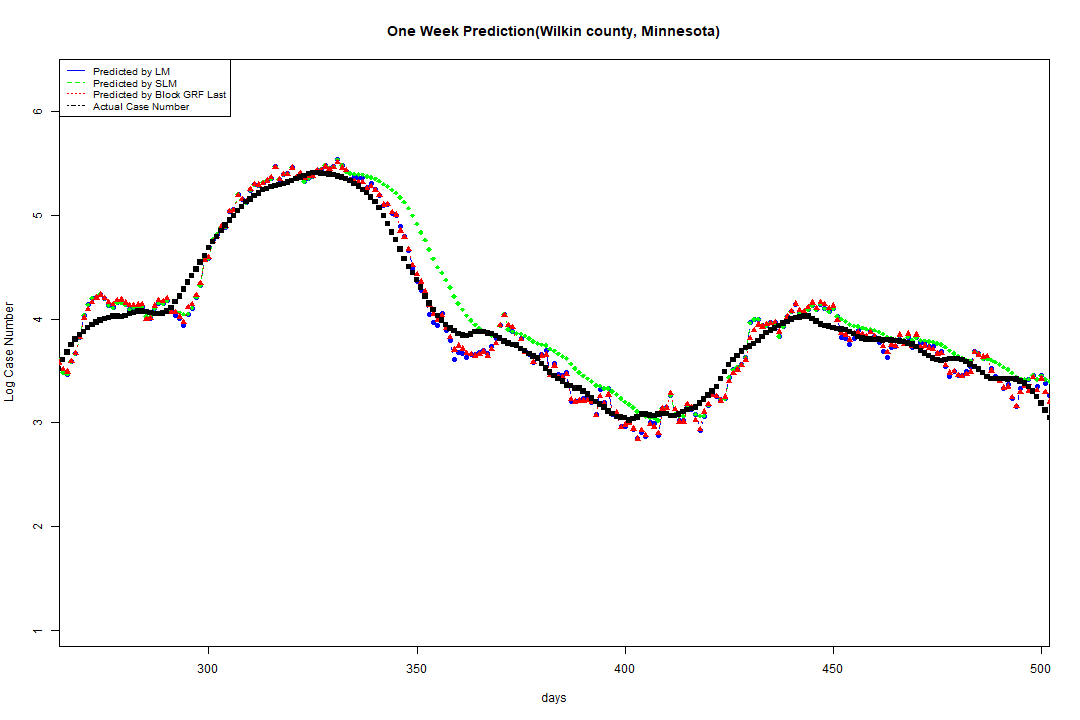 One Week Prediction(Wilkin county, Minnesota)
Predicted by LM
Predicted by SLM
Predicted by Block GRF Last
Actual Case Number
Log Case Number
6
5
4
3
2
1
300
350
400
450
500
days